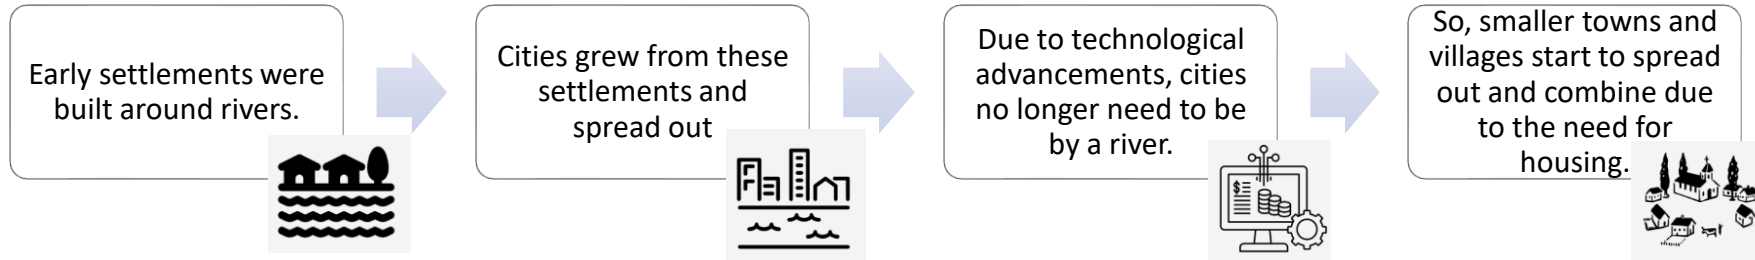 Early settlements were
built around rivers.
Cities grew from these
settlements and
spread out
Due to technological
advancements, cities
no longer need to be
by a river.
So, smaller towns and
villages start to spread
out and combine due
to the need for
housing.
$